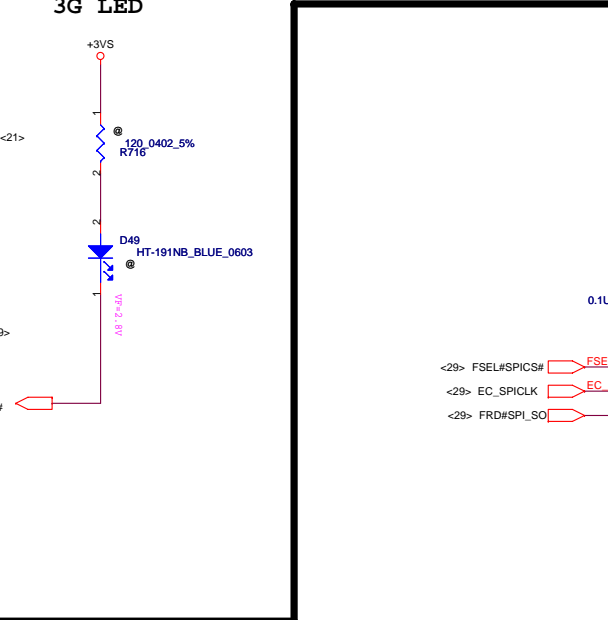 3G LED
+3VS
1
@
120_0402_5%
R716
<21>
2
2
D49
HT-191NB_BLUE_0603
@
1
VF=2.8V
0.1U
9>
<29> FSEL#SPICS#
FSE
<29> EC_SPICLK
EC_
#
<29> FRD#SPI_SO